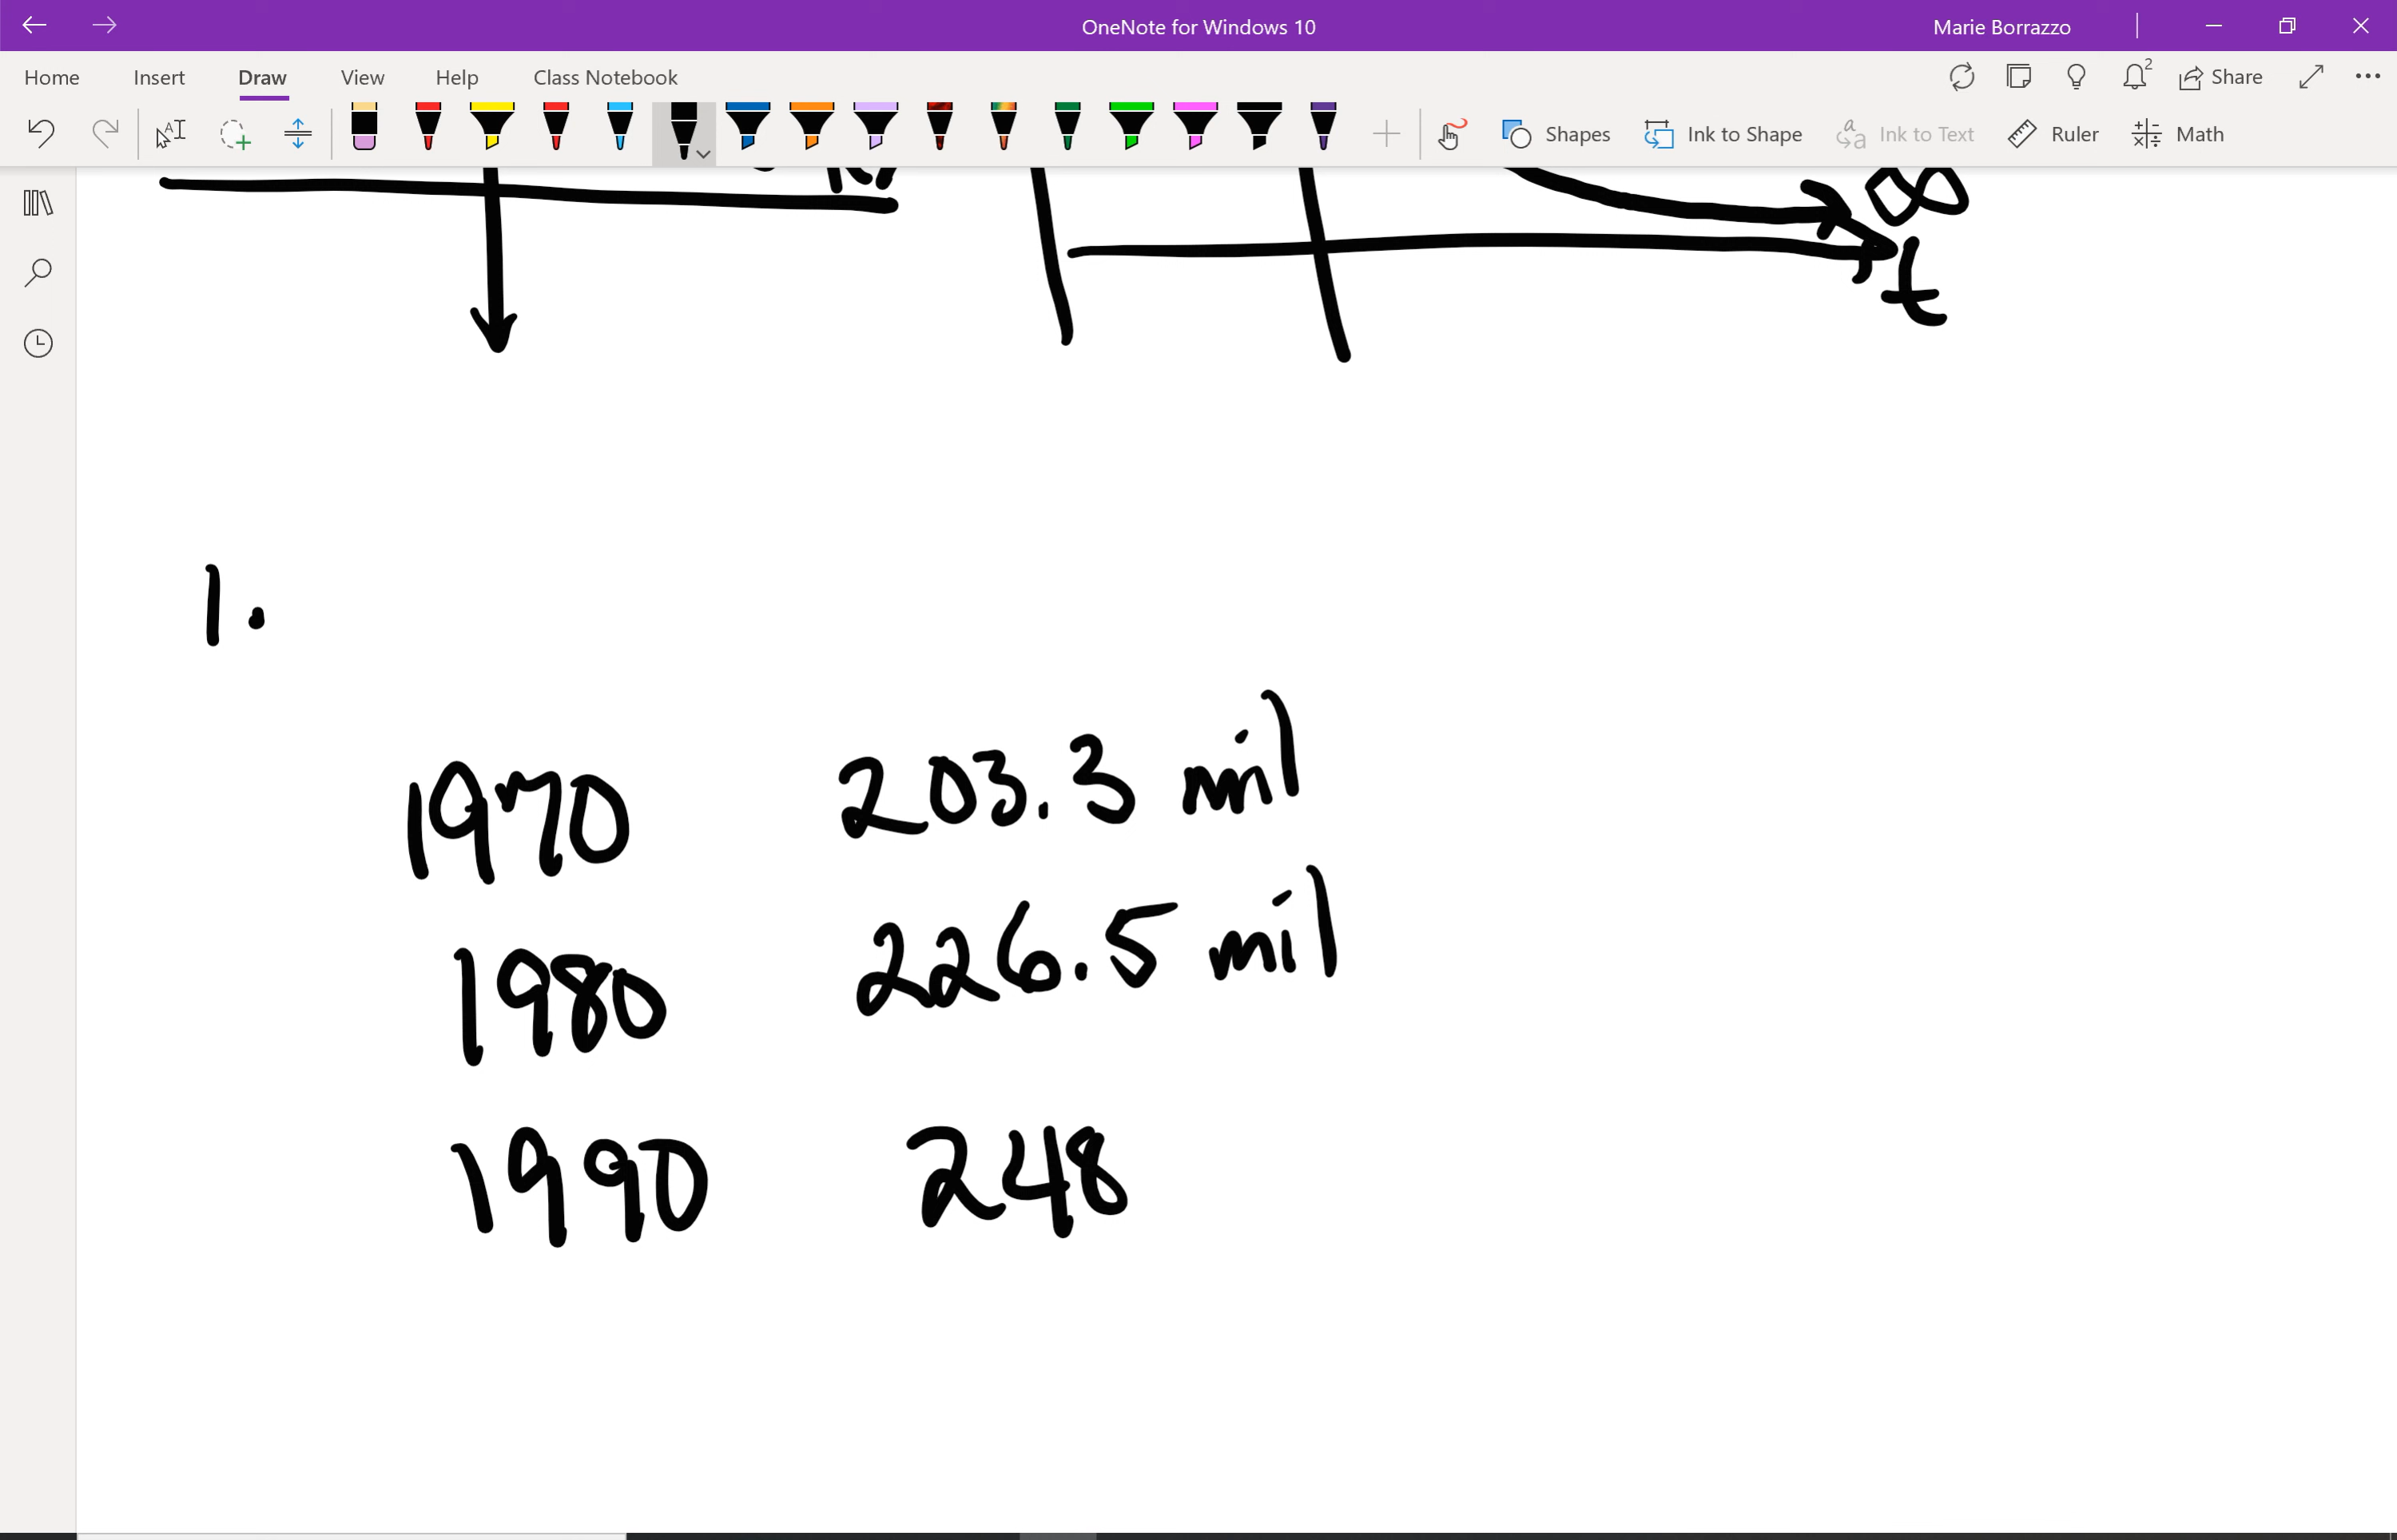 OneNote for Windows 10
Marie Borrazzo
Home Insert Draw View Help Class Notebook
2 Share
Shapes Ink to Shape Ink to Text Ruler Math
∞
t
1.
1970 203.3 mil
1980 226.5 mil
1990 248